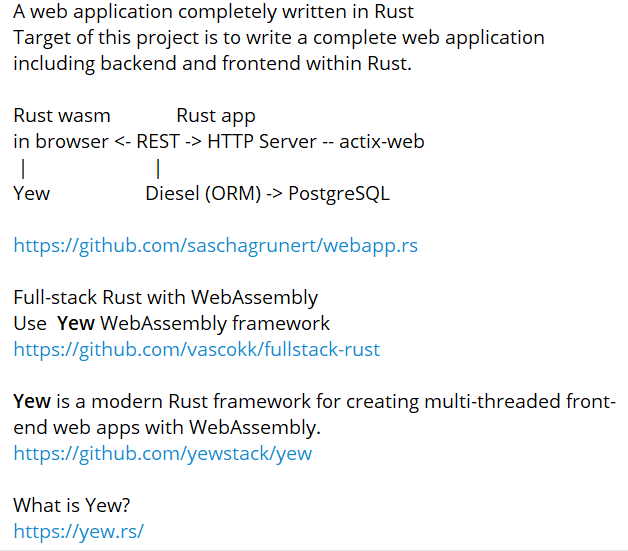 A web application completely written in Rust
Target of this project is to write a complete web application
including backend and frontend within Rust.
Rust wasm Rust app
in browser <- REST -> HTTP Server -- actix-web
| |
Yew Diesel (ORM) -> PostgreSQL
https://github.com/saschagrunert/webapp.rs
Full-stack Rust with WebAssembly
Use Yew WebAssembly framework
https://github.com/vascokk/fullstack-rust
Yew is a modern Rust framework for creating multi-threaded front-
end web apps with WebAssembly.
https://github.com/yewstack/yew
What is Yew?
https://yew.rs/